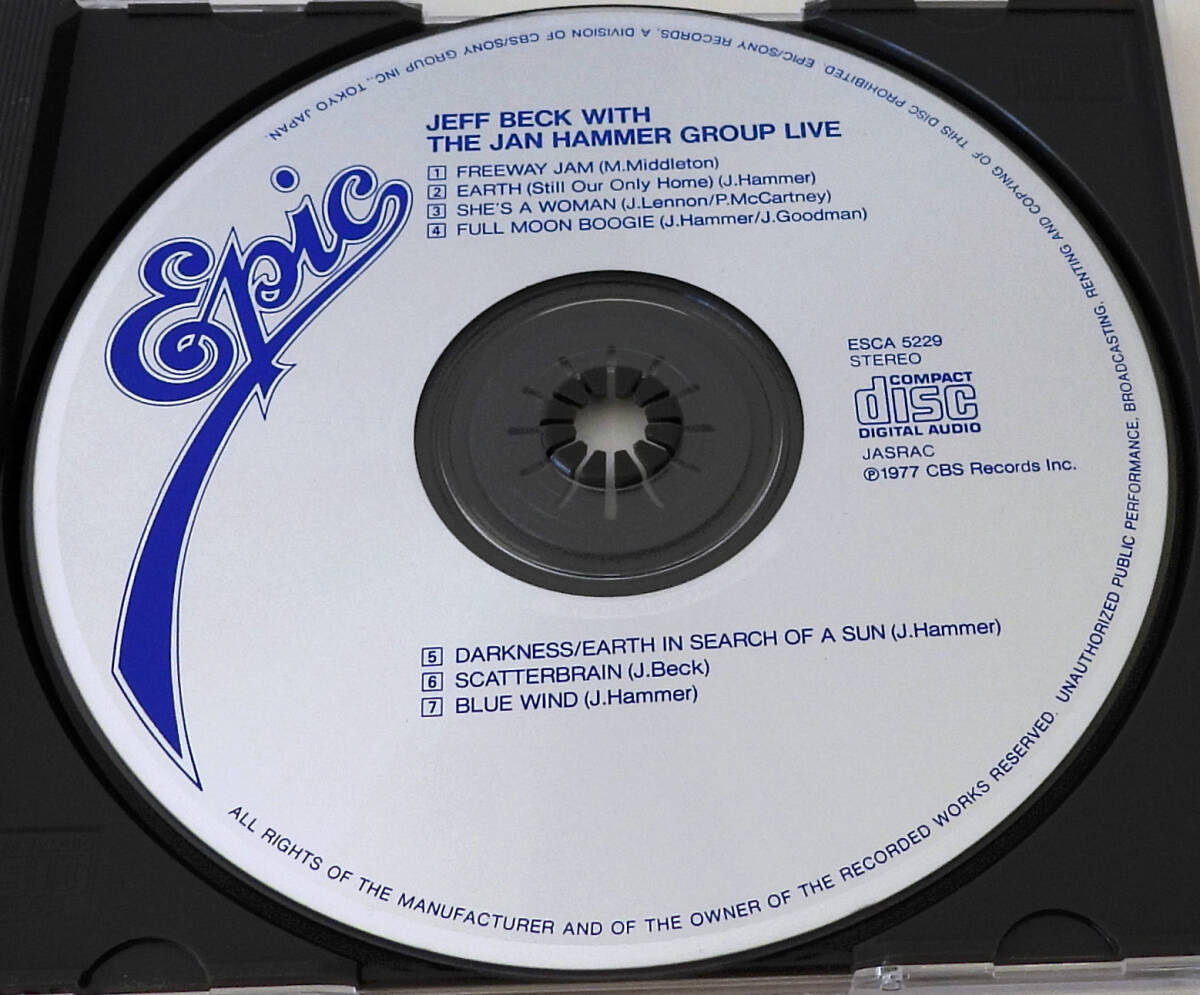 Epic
JEFF BECK WITH
THE JAN HAMMER GROUP LIVE
1 FREEWAY JAM (M.Middleton)
2 EARTH (Still Our Only Home) (J.Hammer)
3 SHE'S A WOMAN (J.Lennon/P.McCartney)
4 FULL MOON BOOGIE (J.Hammer/J.Goodman)
ESCA 5229
STEREO
COMPACT
disc
DIGITAL AUDIO
JASRAC
Ⓟ1977 CBS Records Inc.
5 DARKNESS/EARTH IN SEARCH OF A SUN (J.Hammer)
6 SCATTERBRAIN (J.Beck)
7 BLUE WIND (J.Hammer)
ALL RIGHTS OF THE MANUFACTURER AND OF THE OWNER OF THE RECORDED WORKS RESERVED. UNAUTHORIZED PUBLIC PERFORMANCE, BROADCASTING, RENTING AND COPYING OF THIS DISC PROHIBITED. EPIC/SONY RECORDS, A DIVISION OF CBS/SONY GROUP INC., TOKYO JAPAN.